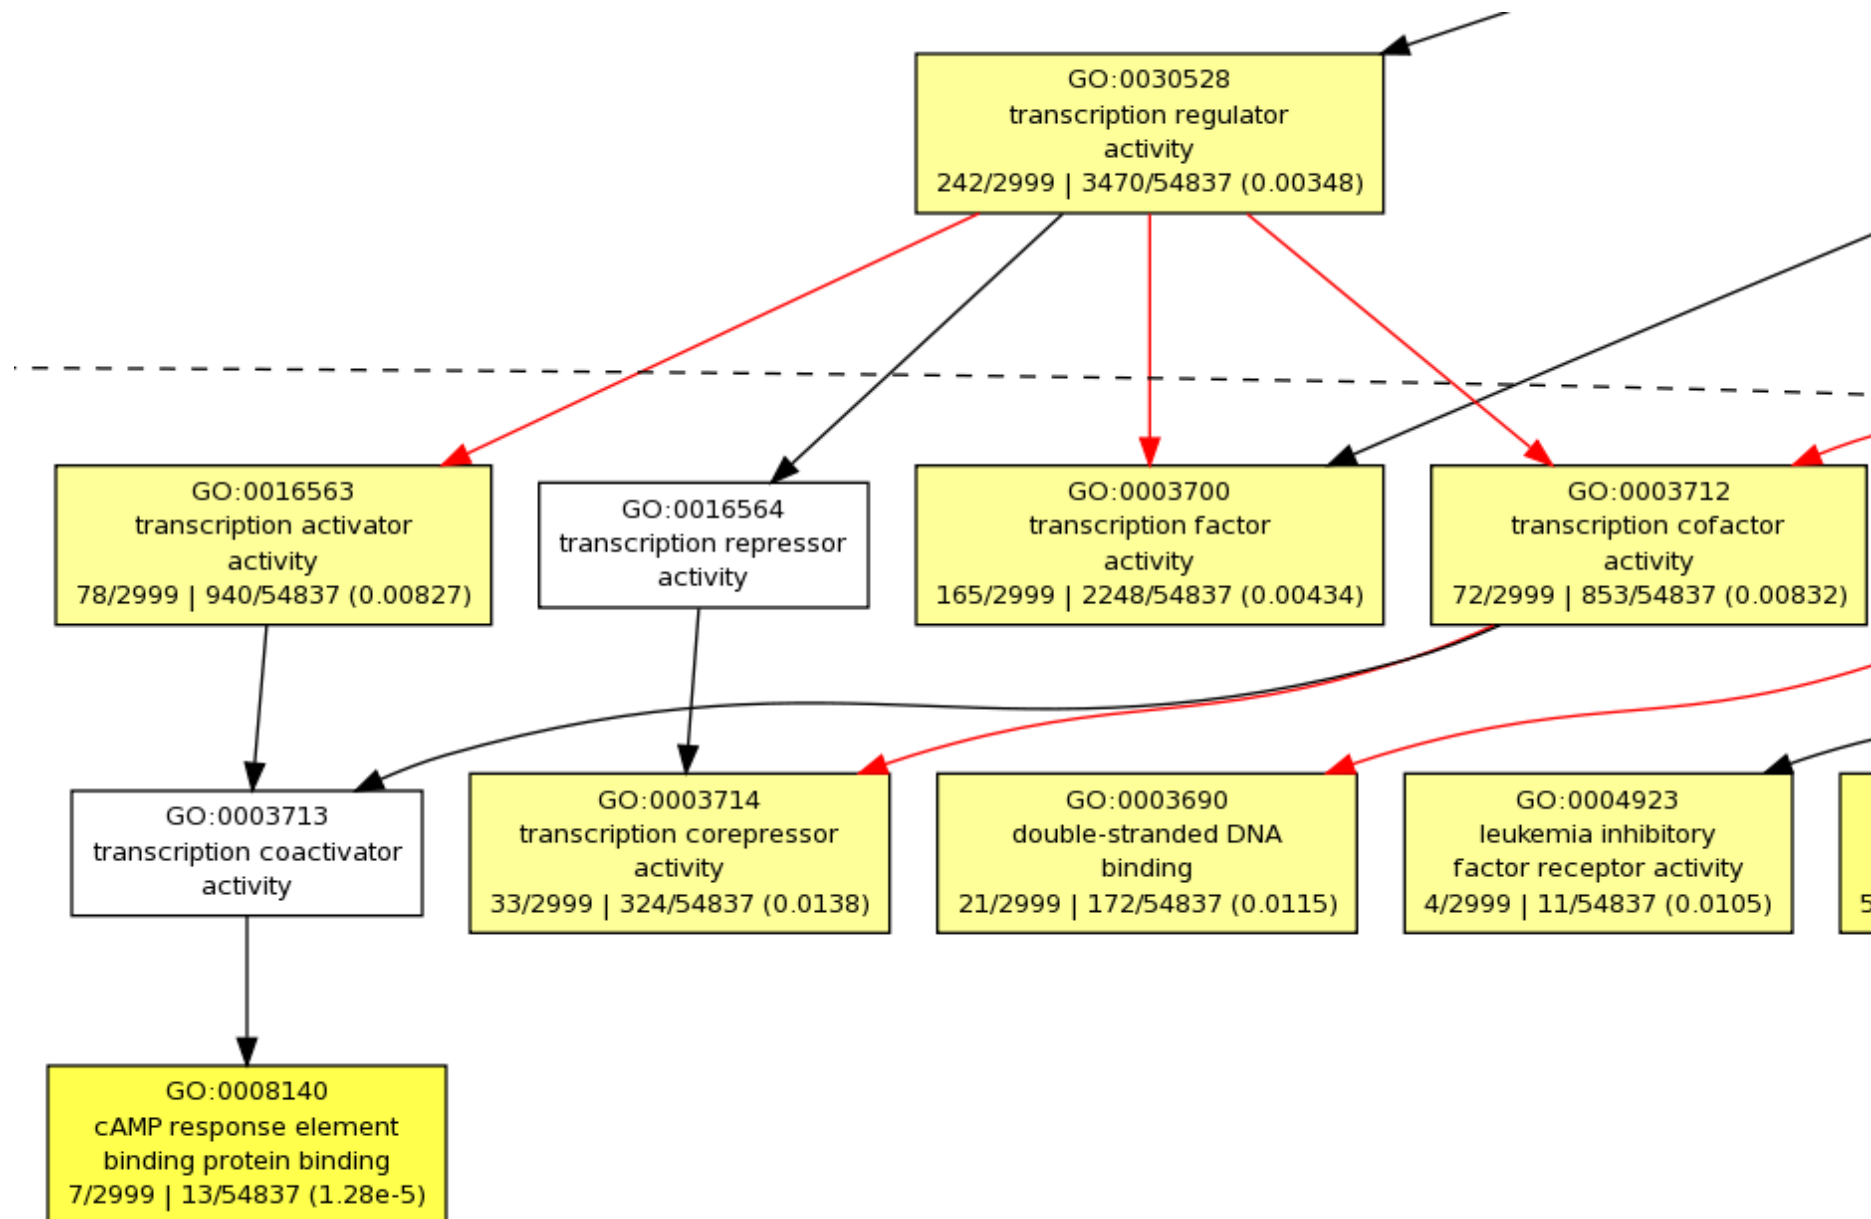 GO:0030528
transcription regulator
activity
242/2999 | 3470/54837 (0.00348)
GO:0016563
transcription activator
activity
78/2999 | 940/54837 (0.00827)
GO:0016564
transcription repressor
activity
GO:0003700
transcription factor
activity
165/2999 | 2248/54837 (0.00434)
GO:0003712
transcription cofactor
activity
72/2999 | 853/54837 (0.00832)
GO:0003713
transcription coactivator
activity
GO:0003714
transcription corepressor
activity
33/2999 | 324/54837 (0.0138)
GO:0003690
double-stranded DNA
binding
21/2999 | 172/54837 (0.0115)
GO:0004923
leukemia inhibitory
factor receptor activity
4/2999 | 11/54837 (0.0105)
5
GO:0008140
cAMP response element
binding protein binding
7/2999 | 13/54837 (1.28e-5)